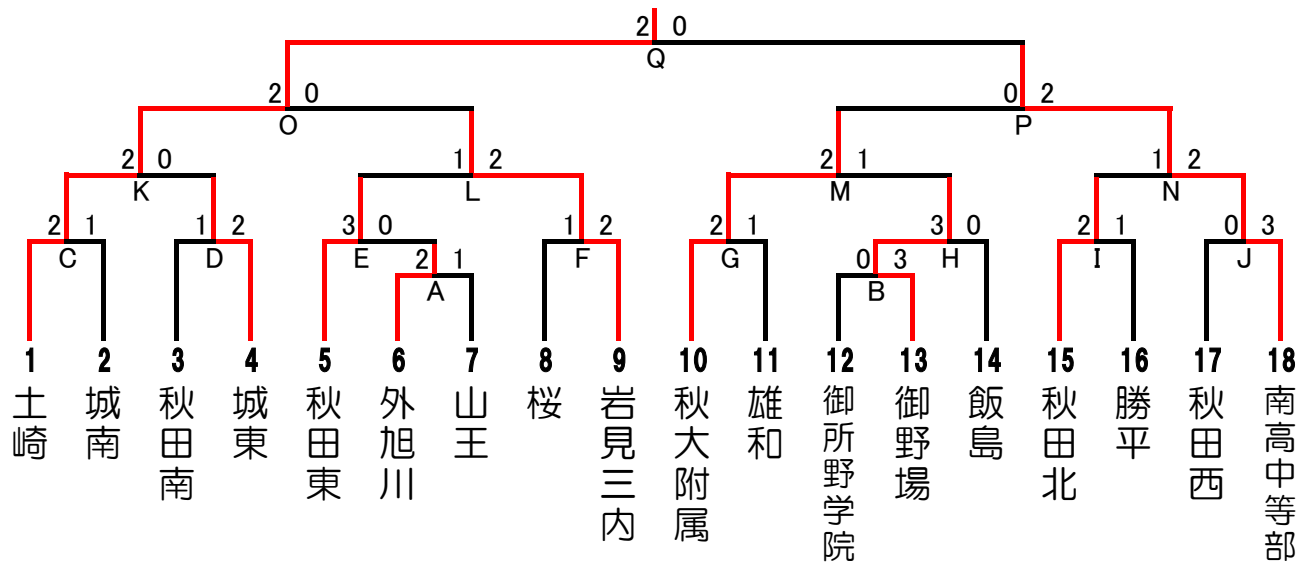 2 0
Q
2 0
0 2
O
P
2 0
1 2
2 1
1 2
K
L
M
N
2 1
1 2
3 0
1 2
2 1
3 0
2 1
0 3
C
D
E
F
G
H
I
J
2 1
0 3
A
B
1 2 3 4 5 6 7 8 9 10 11 12 13 14 15 16 17 18
土崎
城南
秋田南
城東
秋田東
外旭川
山王
桜
岩見三内
秋大附属
雄和
御所野学院
御野場
飯島
秋田北
勝平
秋田西
南高中等部